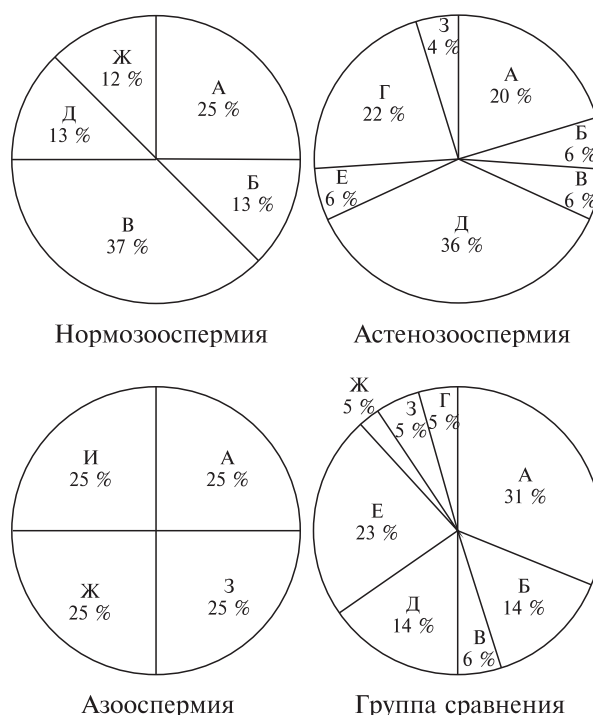 Ж
12 %
А
25 %
Д
13 %
Б
13 %
В
37 %
Нормозооспермия
З
4 %
А
20 %
Г
22 %
Б
6 %
В
6 %
Е
6 %
Д
36 %
Астенозооспермия
И
25 %
А
25 %
Ж
25 %
З
25 %
Азооспермия
Ж
5 %
З
5 %
Г
5 %
А
31 %
Е
23 %
Б
14 %
Д
14 %
В
6 %
Группа сравнения